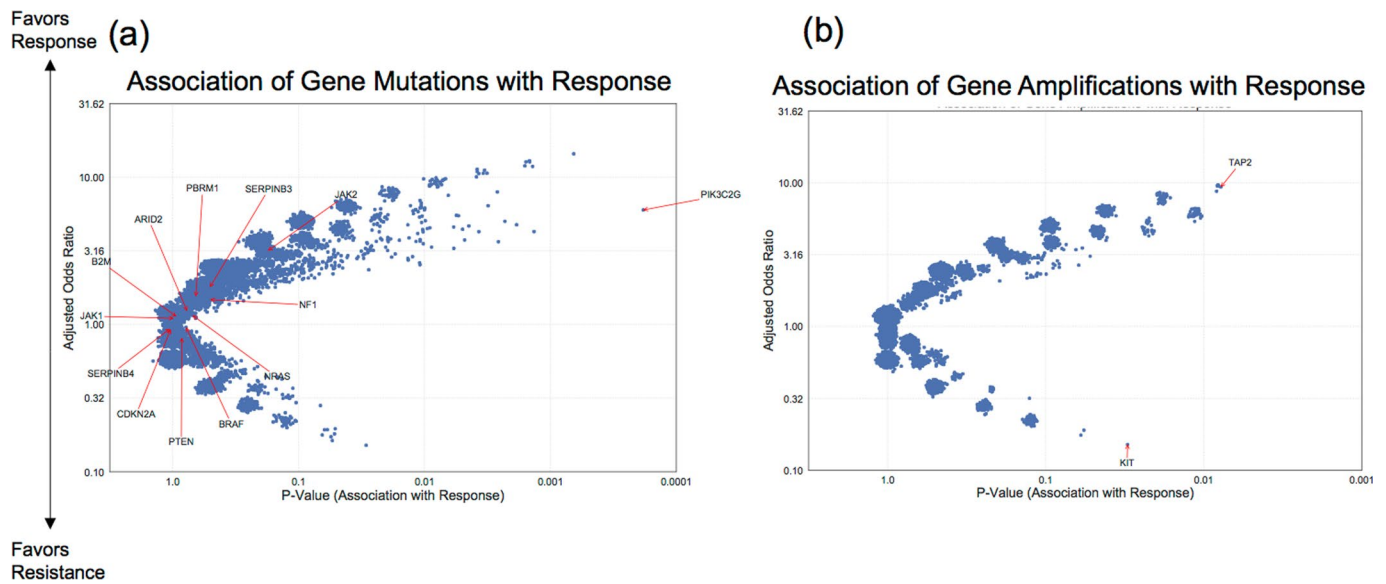 Favors
Response
(a)
Association of Gene Mutations with Response
31.62
10.00
3.16
1.00
0.32
0.10
Adjusted Odds Ratio
PBRM1
SERPINB3
JAK2
ARID2
B2M
PIK3C2G
NF1
JAK1
SERPINB4
NRAS
CDKN2A
BRAF
PTEN
1.0 0.1 0.01 0.001 0.0001
P-Value (Association with Response)
(b)
Association of Gene Amplifications with Response
31.62
10.00
3.16
1.00
0.32
0.10
Adjusted Odds Ratio
TAP2
KIT
1.0 0.1 0.01 0.001
P-Value (Association with Response)
Favors
Resistance